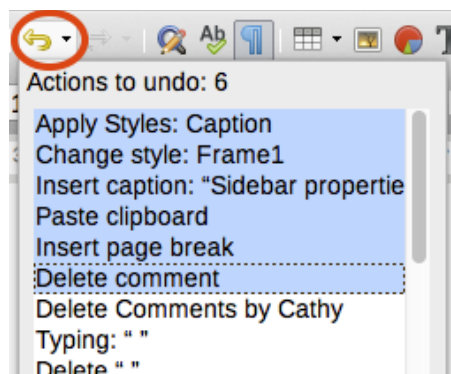 Actions to undo: 6
Apply Styles: Caption
Change style: Frame1
Insert caption: “Sidebar propertie
Paste clipboard
Insert page break
Delete comment
Delete Comments by Cathy
Typing: “ ”
Delete “ ”